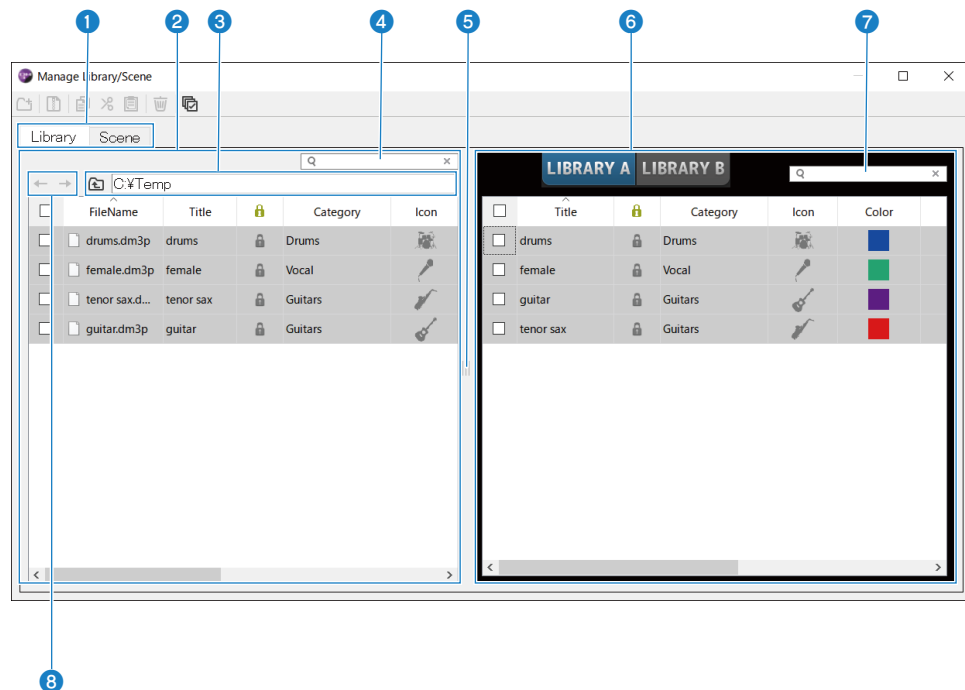 1 2 3 4 5 6 7
Manage Library/Scene
Library Scene
LIBRARY A LIBRARY B
C:¥Temp
FileName Title Category Icon
drums.dm3p drums Drums
female.dm3p female Vocal
tenor sax.d... tenor sax Guitars
guitar.dm3p guitar Guitars
Title Category Icon Color
drums Drums
female Vocal
guitar Guitars
tenor sax Guitars
8